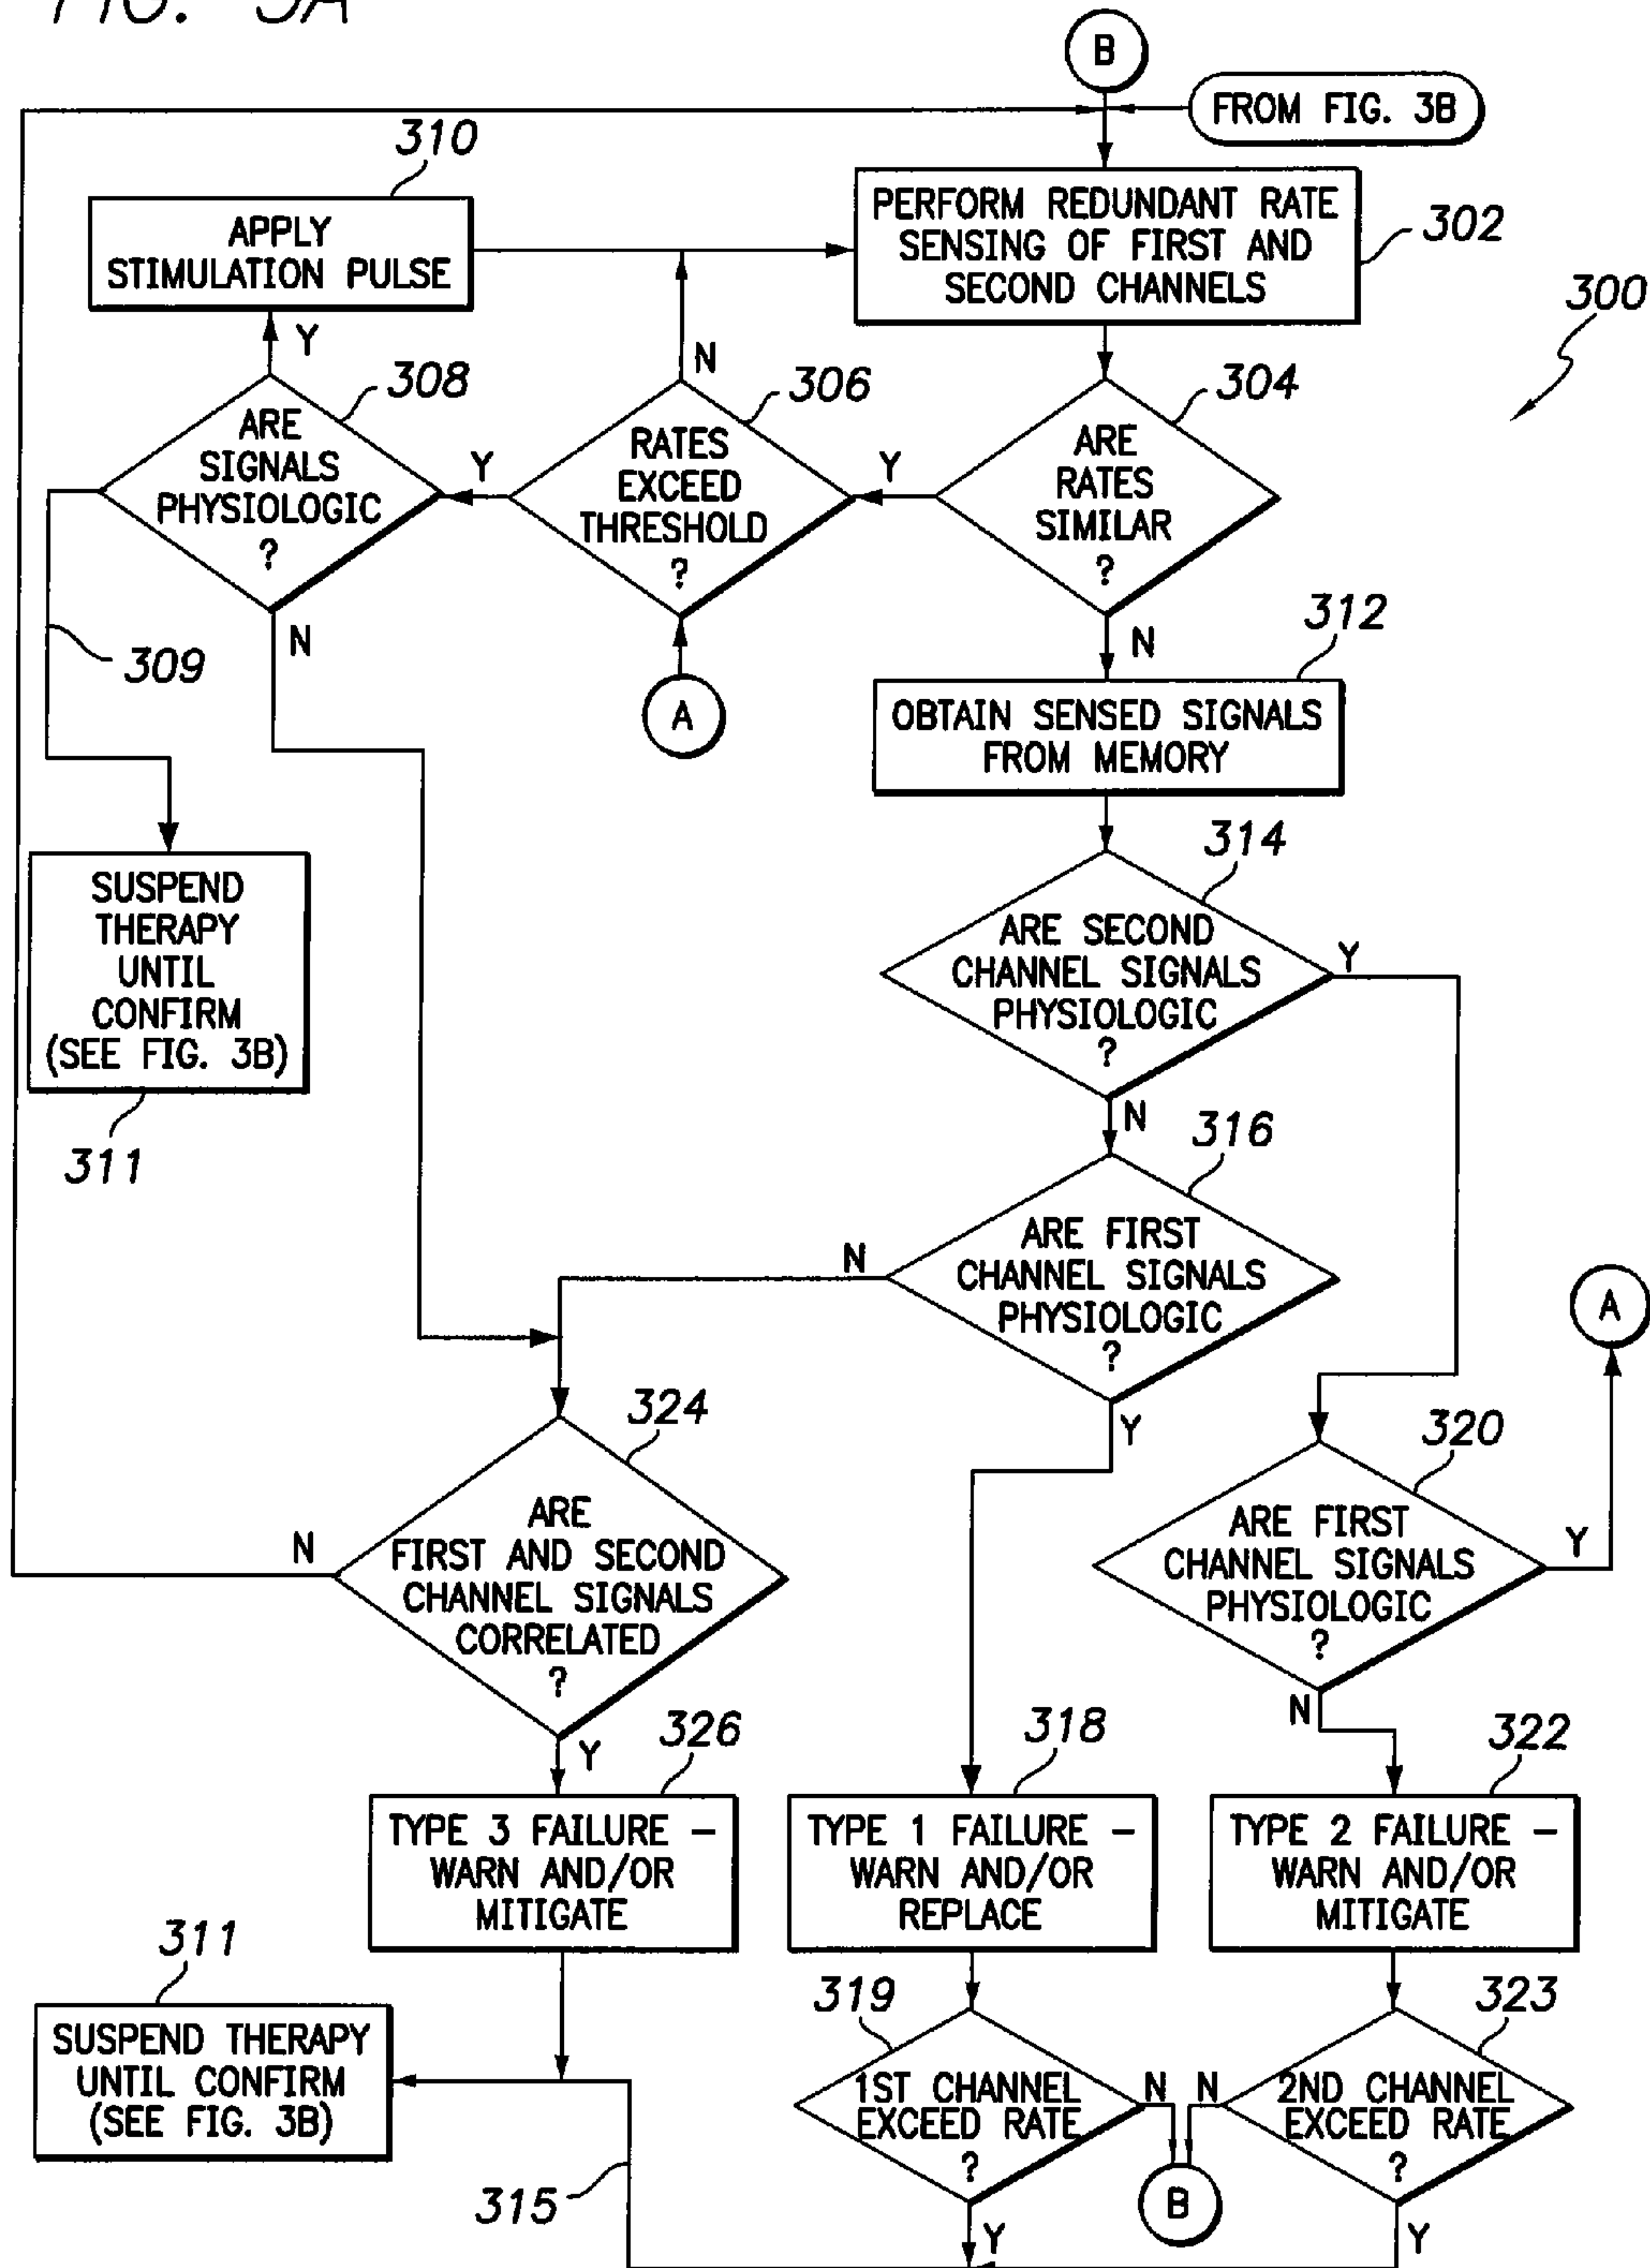 FIG. 3A
B
FROM FIG. 3B
310
APPLY
STIMULATION PULSE
PERFORM REDUNDANT RATE
SENSING OF FIRST AND
SECOND CHANNELS
302
300
Y
N
308
ARE
SIGNALS
PHYSIOLOGIC
?
Y
306
RATES
EXCEED
THRESHOLD
?
Y
304
ARE
RATES
SIMILAR
?
309
N
A
N
312
OBTAIN SENSED SIGNALS
FROM MEMORY
SUSPEND
THERAPY
UNTIL
CONFIRM
(SEE FIG. 3B)
311
314
ARE SECOND
CHANNEL SIGNALS
PHYSIOLOGIC
?
Y
N
316
ARE FIRST
CHANNEL SIGNALS
PHYSIOLOGIC
?
N
Y
A
324
ARE
FIRST AND SECOND
CHANNEL SIGNALS
CORRELATED
?
N
Y
320
ARE FIRST
CHANNEL SIGNALS
PHYSIOLOGIC
?
Y
N
326
TYPE 3 FAILURE –
WARN AND/OR
MITIGATE
318
TYPE 1 FAILURE –
WARN AND/OR
REPLACE
322
TYPE 2 FAILURE –
WARN AND/OR
MITIGATE
311
SUSPEND THERAPY
UNTIL CONFIRM
(SEE FIG. 3B)
315
319
1ST CHANNEL
EXCEED RATE
?
N
Y
N
B
323
2ND CHANNEL
EXCEED RATE
?
Y